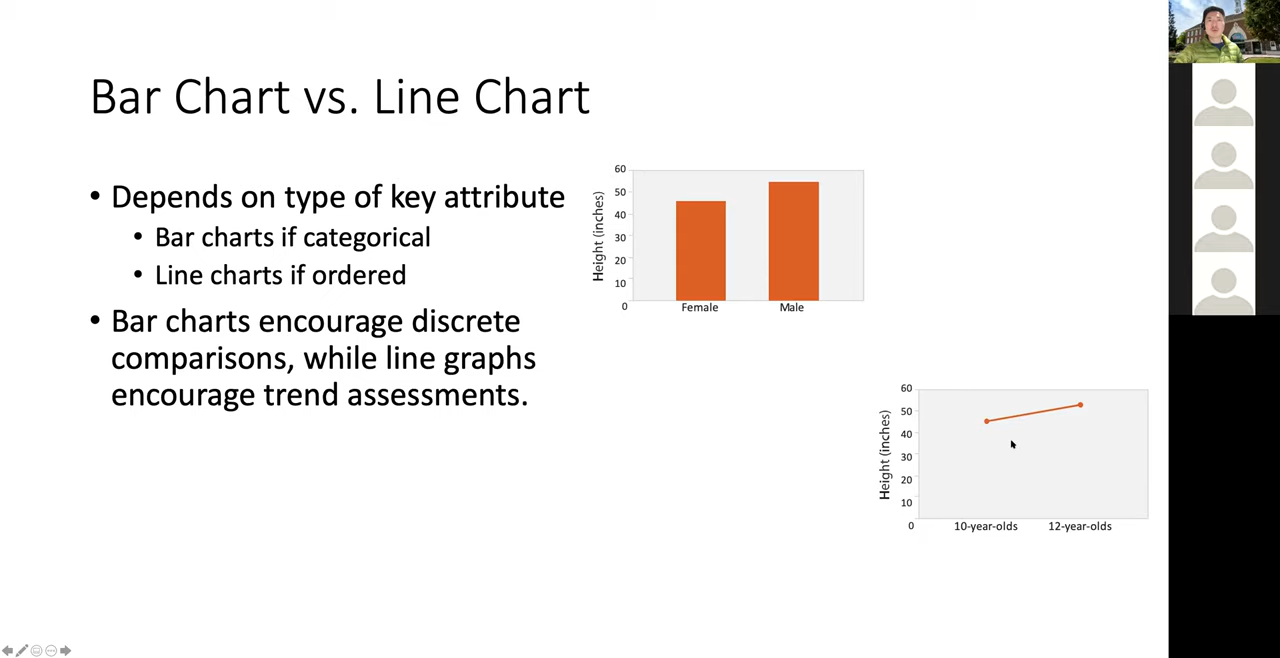 Bar Chart vs. Line Chart
• Depends on type of key attribute
• Bar charts if categorical
• Line charts if ordered
• Bar charts encourage discrete
comparisons, while line graphs
encourage trend assessments.
Height (inches)
60
50
40
30
20
10
0
Female Male
Height (inches)
60
50
40
30
20
10
0
10-year-olds 12-year-olds